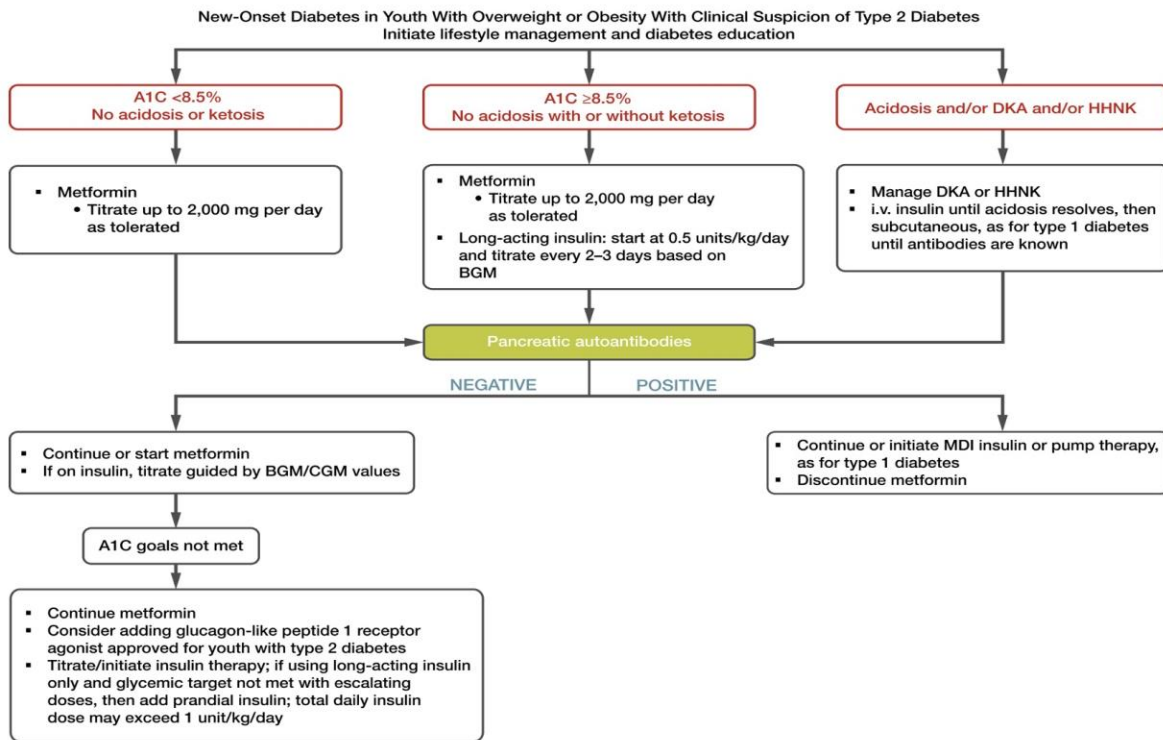 New-Onset Diabetes in Youth With Overweight or Obesity With Clinical Suspicion of Type 2 Diabetes
Initiate lifestyle management and diabetes education
A1C <8.5%
No acidosis or ketosis
A1C ≥8.5%
No acidosis with or without ketosis
Acidosis and/or DKA and/or HHNK
▪ Metformin
• Titrate up to 2,000 mg per day
as tolerated
▪ Metformin
• Titrate up to 2,000 mg per day
as tolerated
▪ Long-acting insulin: start at 0.5 units/kg/day
and titrate every 2–3 days based on
BGM
▪ Manage DKA or HHNK
▪ i.v. insulin until acidosis resolves, then
subcutaneous, as for type 1 diabetes
until antibodies are known
Pancreatic autoantibodies
NEGATIVE
POSITIVE
▪ Continue or start metformin
▪ If on insulin, titrate guided by BGM/CGM values
▪ Continue or initiate MDI insulin or pump therapy,
as for type 1 diabetes
▪ Discontinue metformin
A1C goals not met
▪ Continue metformin
▪ Consider adding glucagon-like peptide 1 receptor
agonist approved for youth with type 2 diabetes
▪ Titrate/initiate insulin therapy; if using long-acting insulin
only and glycemic target not met with escalating
doses, then add prandial insulin; total daily insulin
dose may exceed 1 unit/kg/day